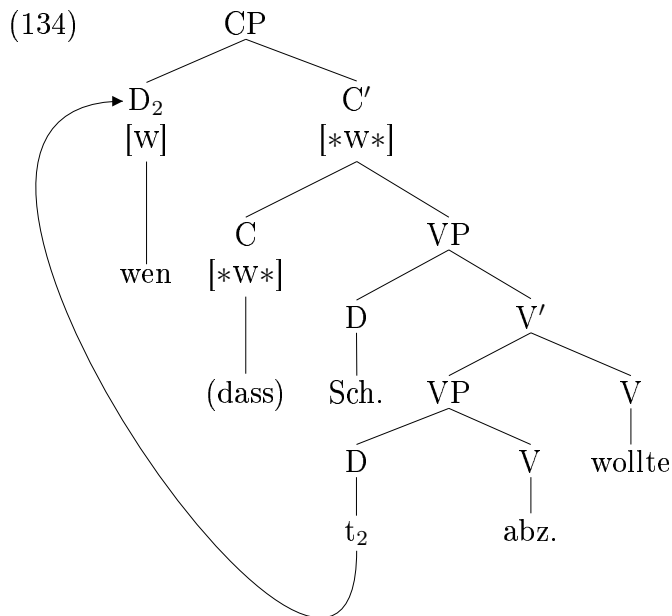 (134) CP
D₂ C′
[W] [∗W∗]
C VP
wen [∗W∗]
D V′
(dass) Sch. VP V
D V wollte
t₂ abz.